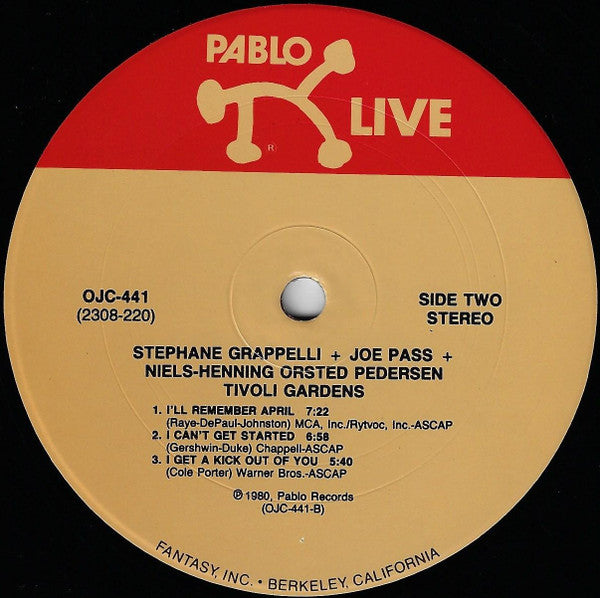 PABLO
LIVE
®
OJC-441
(2308-220)
SIDE TWO
STEREO
STEPHANE GRAPPELLI + JOE PASS +
NIELS-HENNING ORSTED PEDERSEN
TIVOLI GARDENS
1. I'LL REMEMBER APRIL 7:22
(Raye-DePaul-Johnston) MCA, Inc./Rytvoc, Inc.-ASCAP
2. I CAN'T GET STARTED 6:58
(Gershwin-Duke) Chappell-ASCAP
3. I GET A KICK OUT OF YOU 5:40
(Cole Porter) Warner Bros.-ASCAP
℗ 1980, Pablo Records
(OJC-441-B)
FANTASY, INC. • BERKELEY, CALIFORNIA